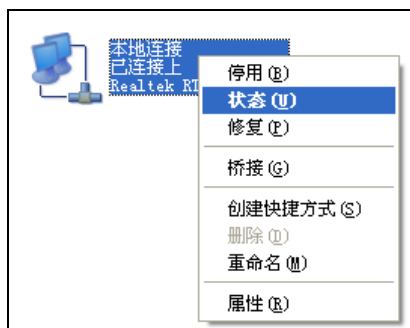 本地连接
已连接上
Realtek RT
停用(B)
状态(U)
修复(P)
桥接(G)
创建快捷方式(S)
删除(D)
重命名(M)
属性(R)